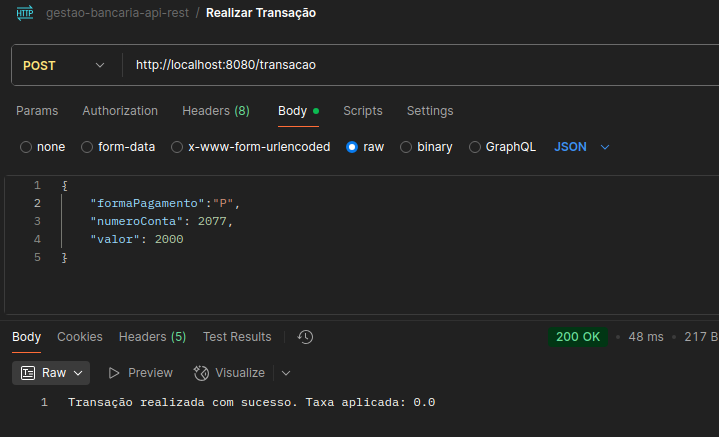 HTTP gestao-bancaria-api-rest / Realizar Transação
POST http://localhost:8080/transacao
Params Authorization Headers (8) Body Scripts Settings
none form-data x-www-form-urlencoded raw binary GraphQL JSON
1 {
2 "formaPagamento":"P",
3 "numeroConta": 2077,
4 "valor": 2000
5 }
Body Cookies Headers (5) Test Results 200 OK • 48 ms • 217 B
Raw Preview Visualize
1 Transação realizada com sucesso. Taxa aplicada: 0.0